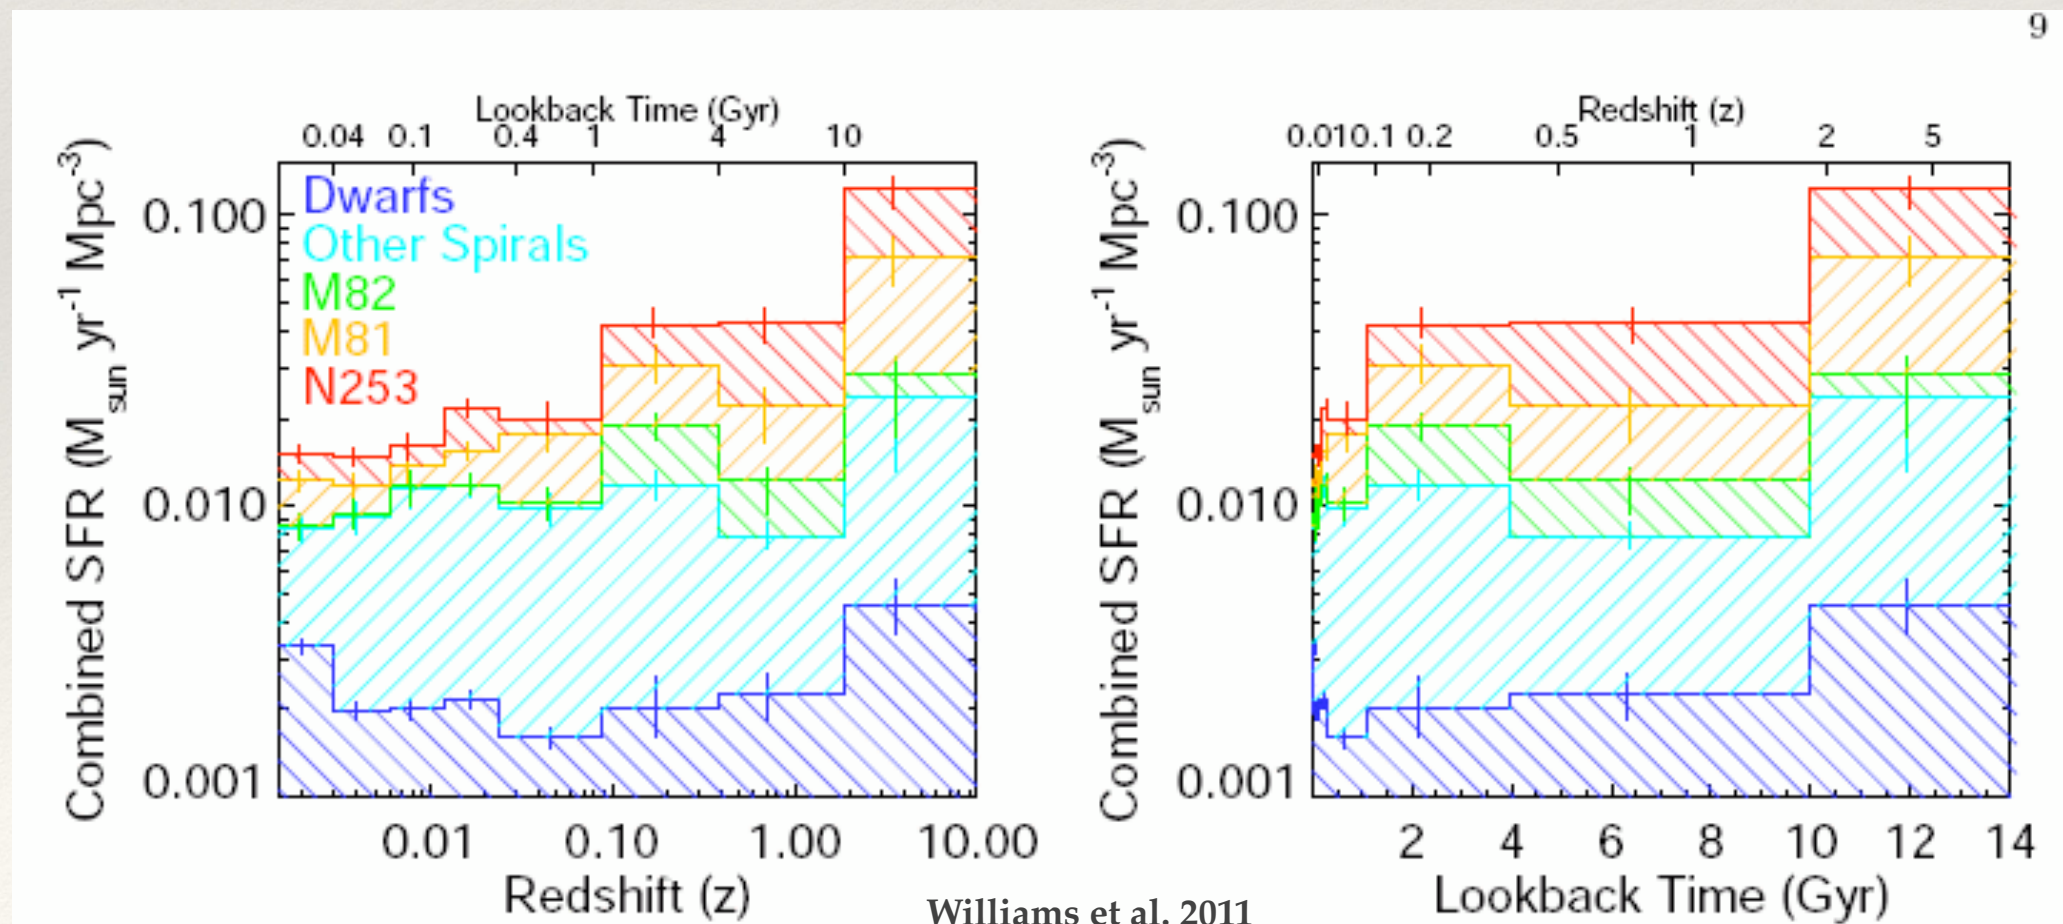 9
Lookback Time (Gyr)
0.04 0.1 0.4 1 4 10
Combined SFR (M_sun yr^-1 Mpc^-3)
0.100
0.010
0.001
Dwarfs
Other Spirals
M82
M81
N253
0.01 0.10 1.00 10.00
Redshift (z)
Redshift (z)
0.010 0.1 0.2 0.5 1 2 5
Combined SFR (M_sun yr^-1 Mpc^-3)
0.100
0.010
0.001
2 4 6 8 10 12 14
Lookback Time (Gyr)
Williams et al. 2011